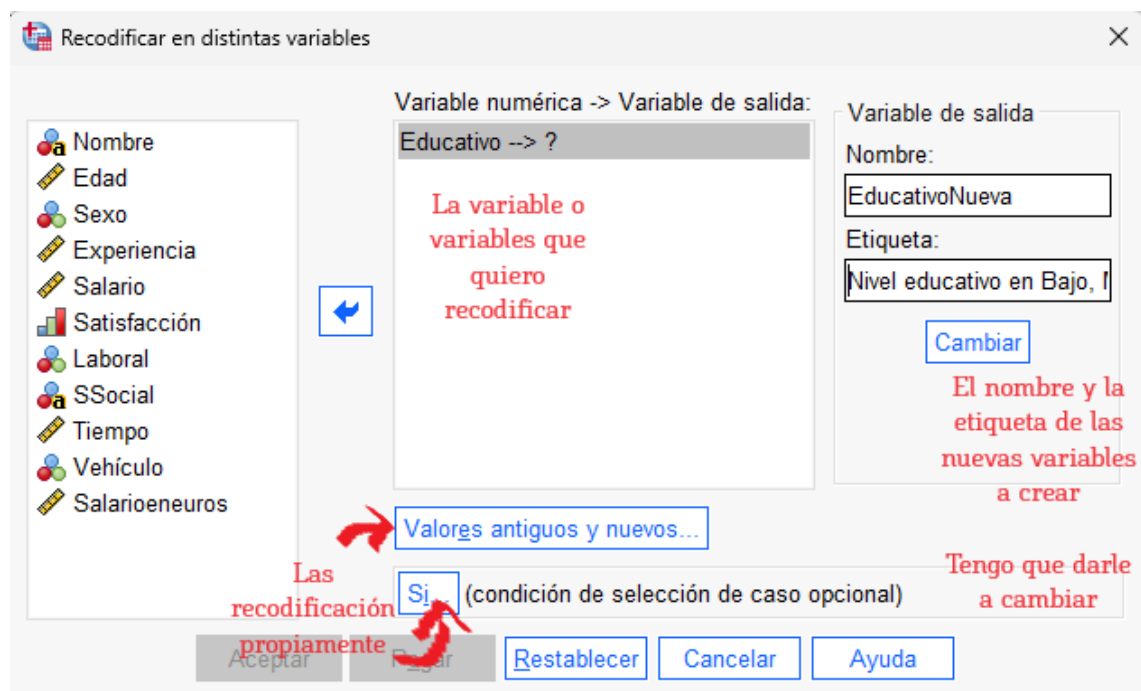 Recodificar en distintas variables
Variable numérica -> Variable de salida:
Variable de salida
Nombre
Edad
Sexo
Experiencia
Salario
Satisfacción
Laboral
SSocial
Tiempo
Vehículo
Salarioeneuros
Educativo --> ?
La variable o
variables que
quiero
recodificar
Nombre:
EducativoNueva
Etiqueta:
Nivel educativo en Bajo,
Cambiar
El nombre y la
etiqueta de las
nuevas variables
a crear
Valores antiguos y nuevos...
Las
recodificación
propiamente
Si... (condición de selección de caso opcional)
Tengo que darle
a cambiar
Aceptar
Pegar
Restablecer
Cancelar
Ayuda